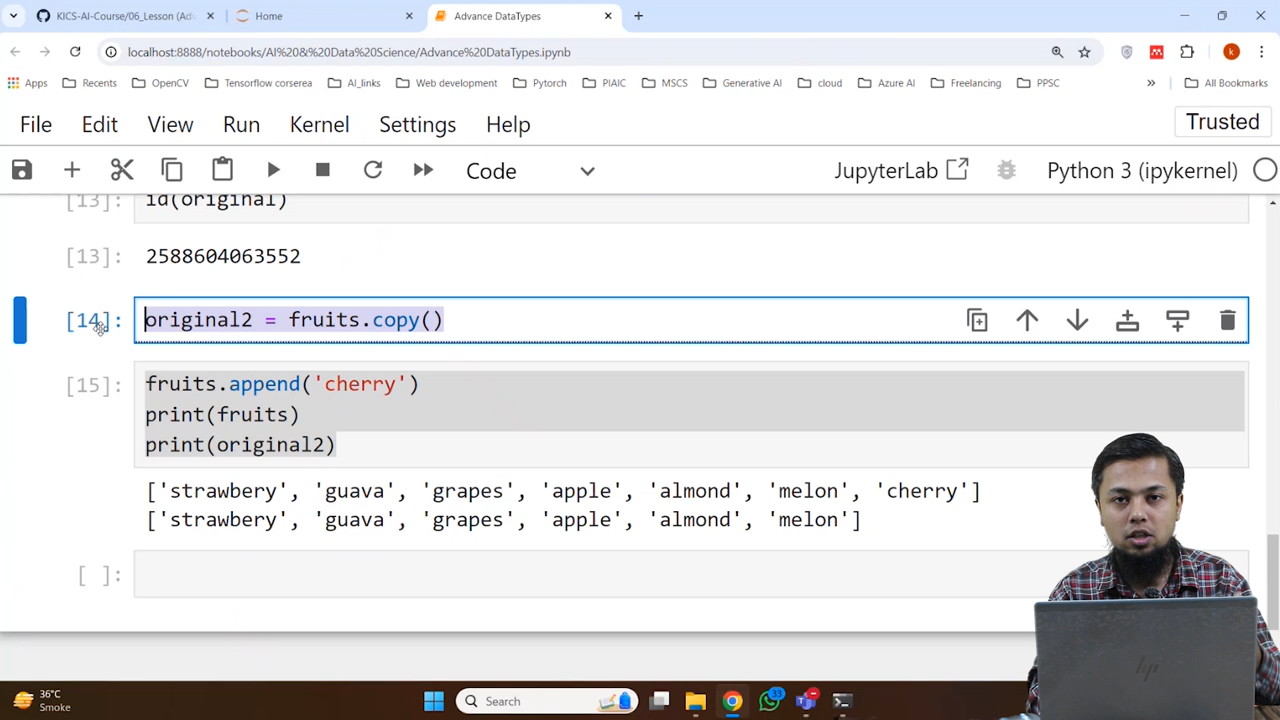 KICS-AI-Course/06_Lesson (Adv
Home
Advance DataTypes
localhost:8888/notebooks/AI%20&%20Data%20Science/Advance%20DataTypes.ipynb
k
Apps
Recents
OpenCV
Tensorflow corserea
AI_links
Web development
Pytorch
PIAIC
MSCS
Generative AI
cloud
Azure AI
Freelancing
PPSC
»
All Bookmarks
File
Edit
View
Run
Kernel
Settings
Help
Trusted
Code
JupyterLab
Python 3 (ipykernel)
[13]:
id(original)
[13]:
2588604063552
[14]:
original2 = fruits.copy()
[15]:
fruits.append('cherry')
print(fruits)
print(original2)
['strawbery', 'guava', 'grapes', 'apple', 'almond', 'melon', 'cherry']
['strawbery', 'guava', 'grapes', 'apple', 'almond', 'melon']
[ ]:
hp
36°C
Smoke
Search
33